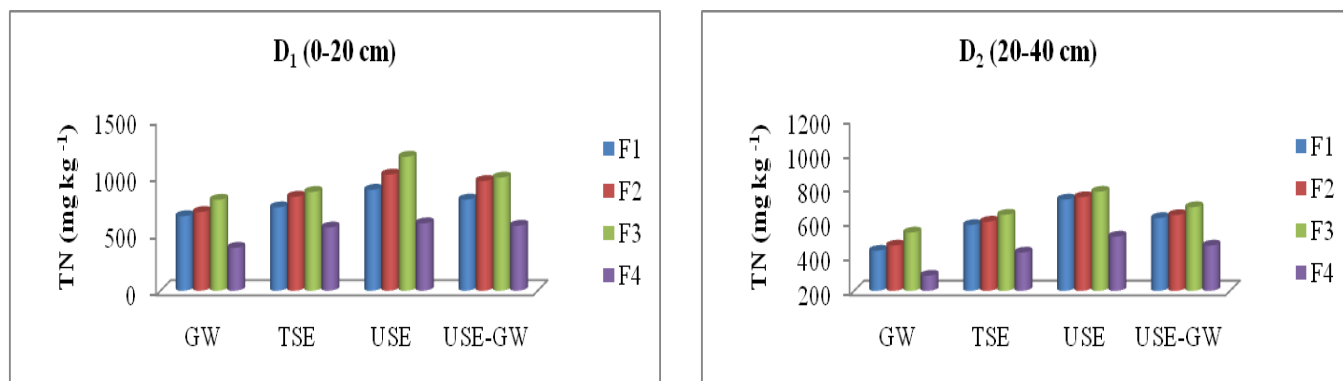 D₁ (0-20 cm)
TN (mg kg ⁻¹)
1500
1000
500
0
GW TSE USE USE-GW
F1
F2
F3
F4
D₂ (20-40 cm)
TN (mg kg ⁻¹)
1200
1000
800
600
400
200
GW TSE USE USE-GW
F1
F2
F3
F4